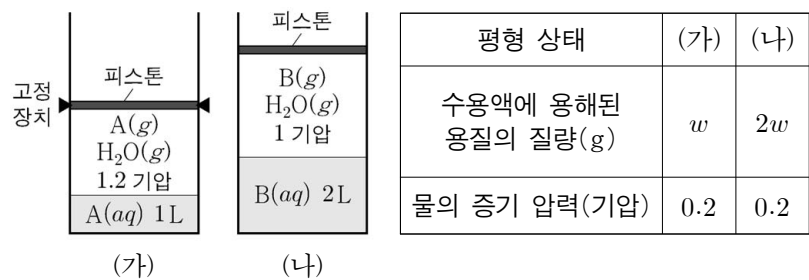 피스톤
고정
장치
A(g)
H₂O(g)
1.2 기압
A(aq) 1L
(가)
피스톤
B(g)
H₂O(g)
1 기압
B(aq) 2L
(나)
평형 상태 (가) (나)
수용액에 용해된
용질의 질량(g) w 2w
물의 증기 압력(기압) 0.2 0.2